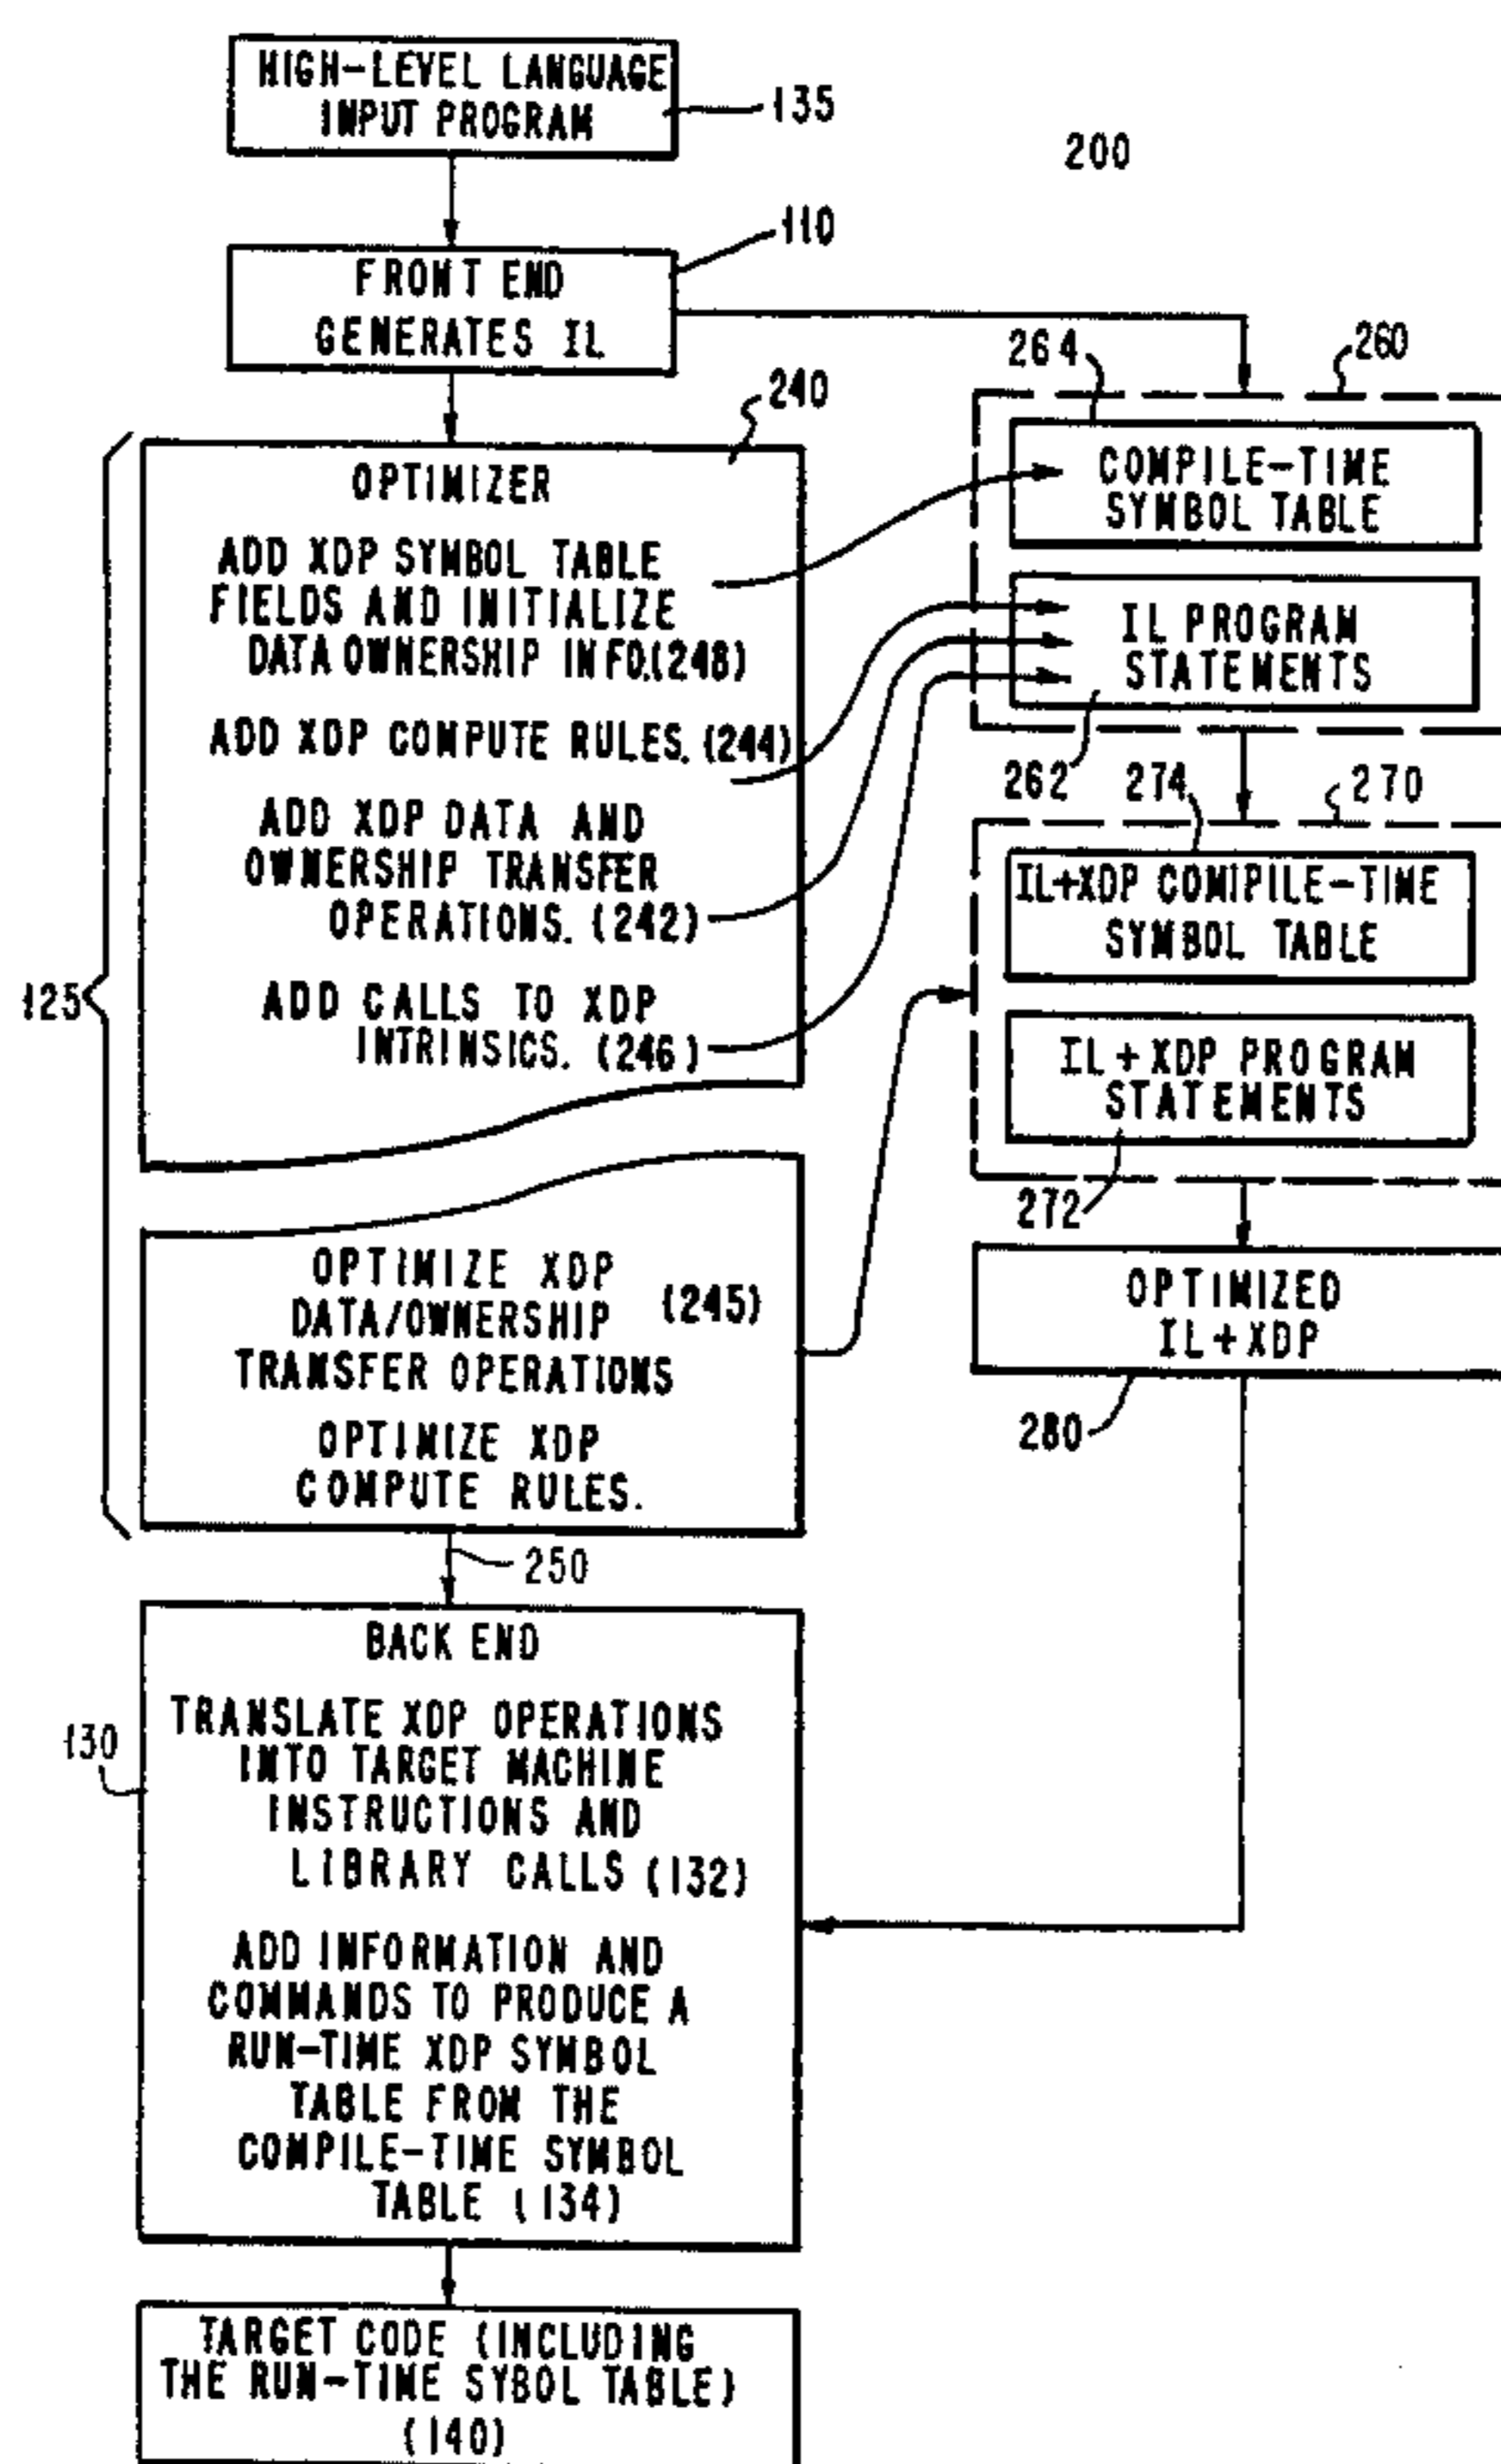 HIGH-LEVEL LANGUAGE
INPUT PROGRAM
135
200
110
FRONT END
GENERATES IL
264
260
240
OPTIMIZER
COMPILE-TIME
SYMBOL TABLE
ADD XDP SYMBOL TABLE
FIELDS AND INITIALIZE
DATA OWNERSHIP INFO.(248)
IL PROGRAM
STATEMENTS
ADD XDP COMPUTE RULES. (244)
262
274
270
ADD XDP DATA AND
OWNERSHIP TRANSFER
OPERATIONS. (242)
IL+XDP COMIPILE-TIME
SYMBOL TABLE
125
ADD CALLS TO XDP
INTRINSICS. (246)
IL+XDP PROGRAM
STATEMENTS
272
OPTIMIZE XDP
DATA/OWNERSHIP
(245)
TRANSFER OPERATIONS
OPTIMIZED
IL+XDP
OPTIMIZE XDP
COMPUTE RULES.
280
250
BACK END
130
TRANSLATE XDP OPERATIONS
INTO TARGET MACHINE
INSTRUCTIONS AND
LIBRARY CALLS (132)
ADD INFORMATION AND
COMMANDS TO PRODUCE A
RUN-TIME XDP SYMBOL
TABLE FROM THE
COMPILE-TIME SYMBOL
TABLE (134)
TARGET CODE (INCLUDING
THE RUN-TIME SYBOL TABLE)
(140)